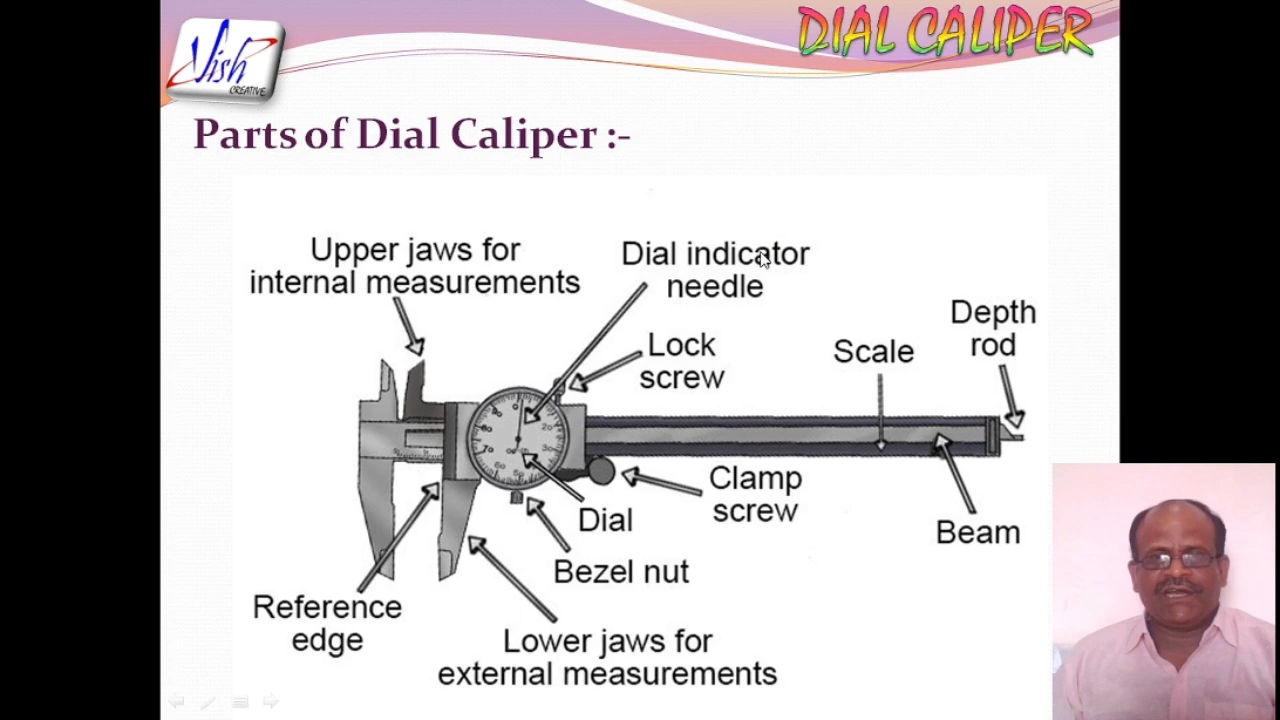 Vish
CREATIVE
DIAL CALIPER
Parts of Dial Caliper :-
Upper jaws for
internal measurements
Dial indicator
needle
Lock
screw
Scale
Depth
rod
Clamp
screw
Dial
Beam
Bezel nut
Reference
edge
Lower jaws for
external measurements